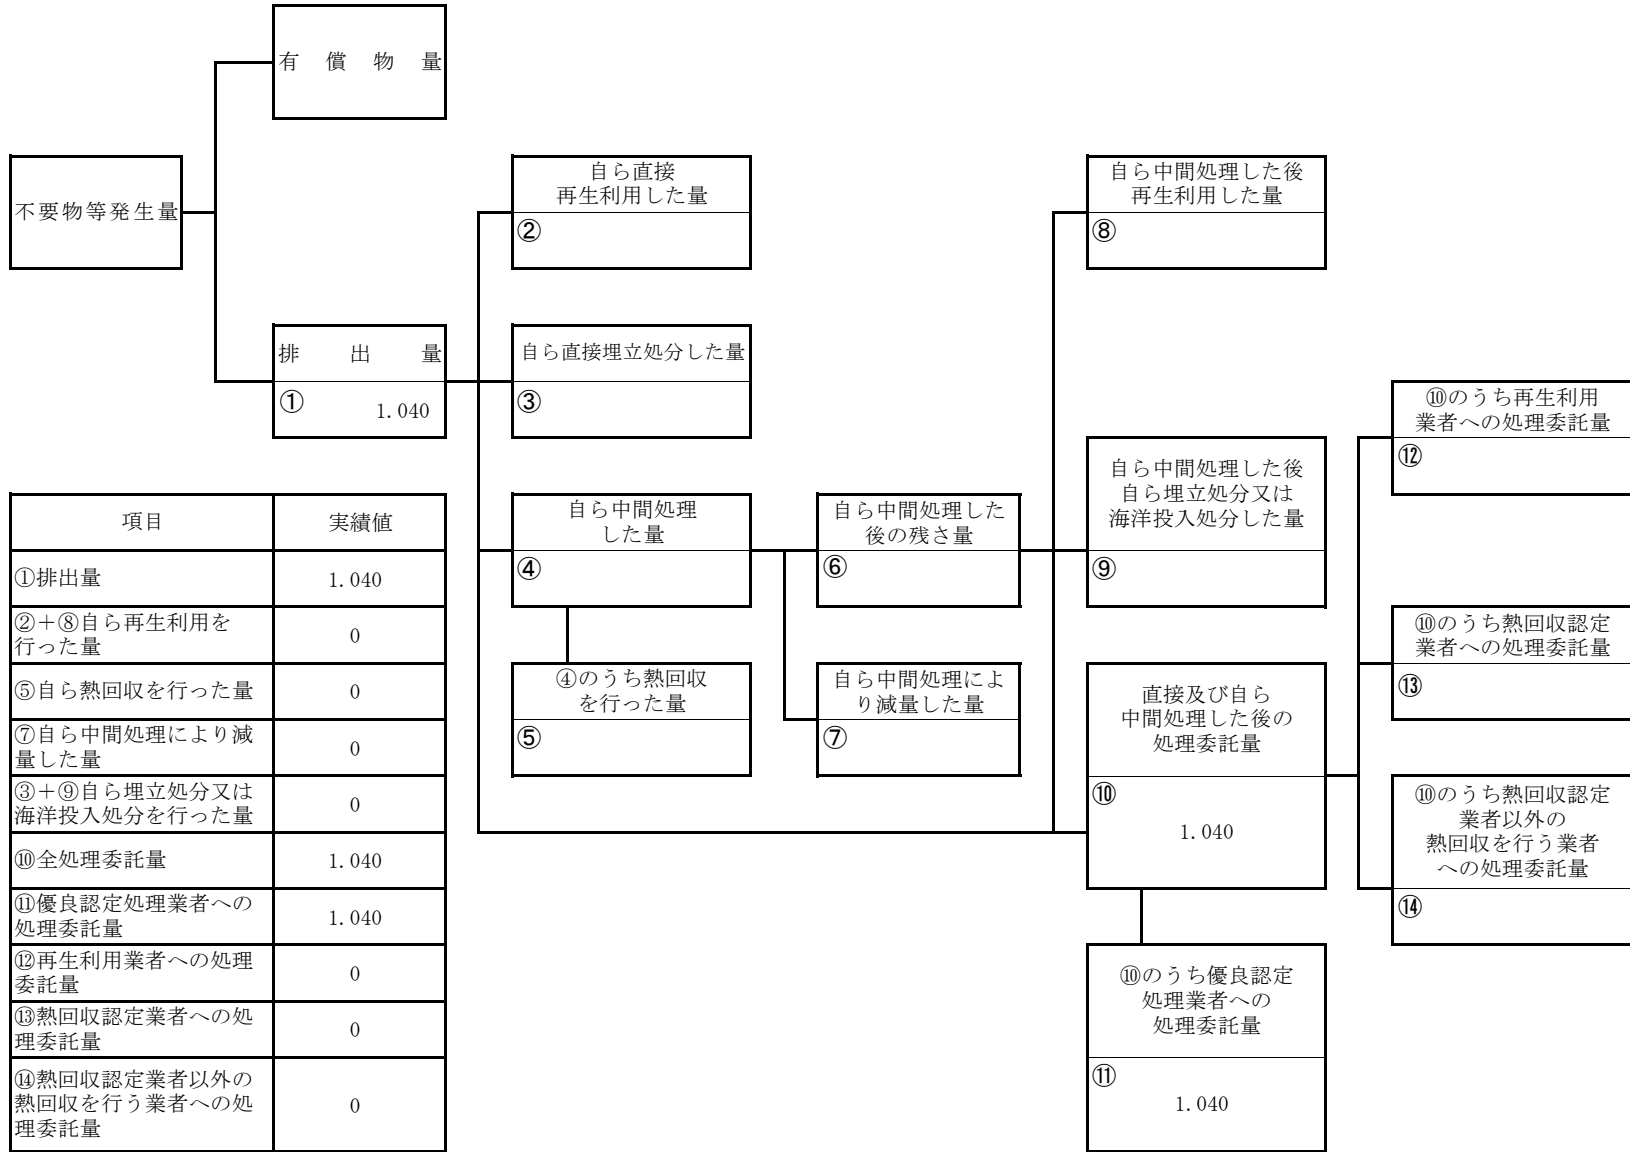 有償物量
不要物等発生量
排出量
①
1.040
自ら直接
再生利用した量
②
自ら直接埋立処分した量
③
自ら中間処理
した量
④
④のうち熱回収
を行った量
⑤
自ら中間処理した
後の残さ量
⑥
自ら中間処理によ
り減量した量
⑦
自ら中間処理した後
再生利用した量
⑧
自ら中間処理した後
自ら埋立処分又は
海洋投入処分した量
⑨
直接及び自ら
中間処理した後の
処理委託量
⑩
1.040
⑩のうち優良認定
処理業者への
処理委託量
⑪
1.040
⑩のうち再生利用
業者への処理委託量
⑫
⑩のうち熱回収認定
業者への処理委託量
⑬
⑩のうち熱回収認定
業者以外の
熱回収を行う業者
への処理委託量
⑭
項目 実績値
①排出量 1.040
②＋⑧自ら再生利用を
行った量 0
⑤自ら熱回収を行った量 0
⑦自ら中間処理により減
量した量 0
③＋⑨自ら埋立処分又は
海洋投入処分を行った量 0
⑩全処理委託量 1.040
⑪優良認定処理業者への
処理委託量 1.040
⑫再生利用業者への処理
委託量 0
⑬熱回収認定業者への処
理委託量 0
⑭熱回収認定業者以外の
熱回収を行う業者への処
理委託量 0